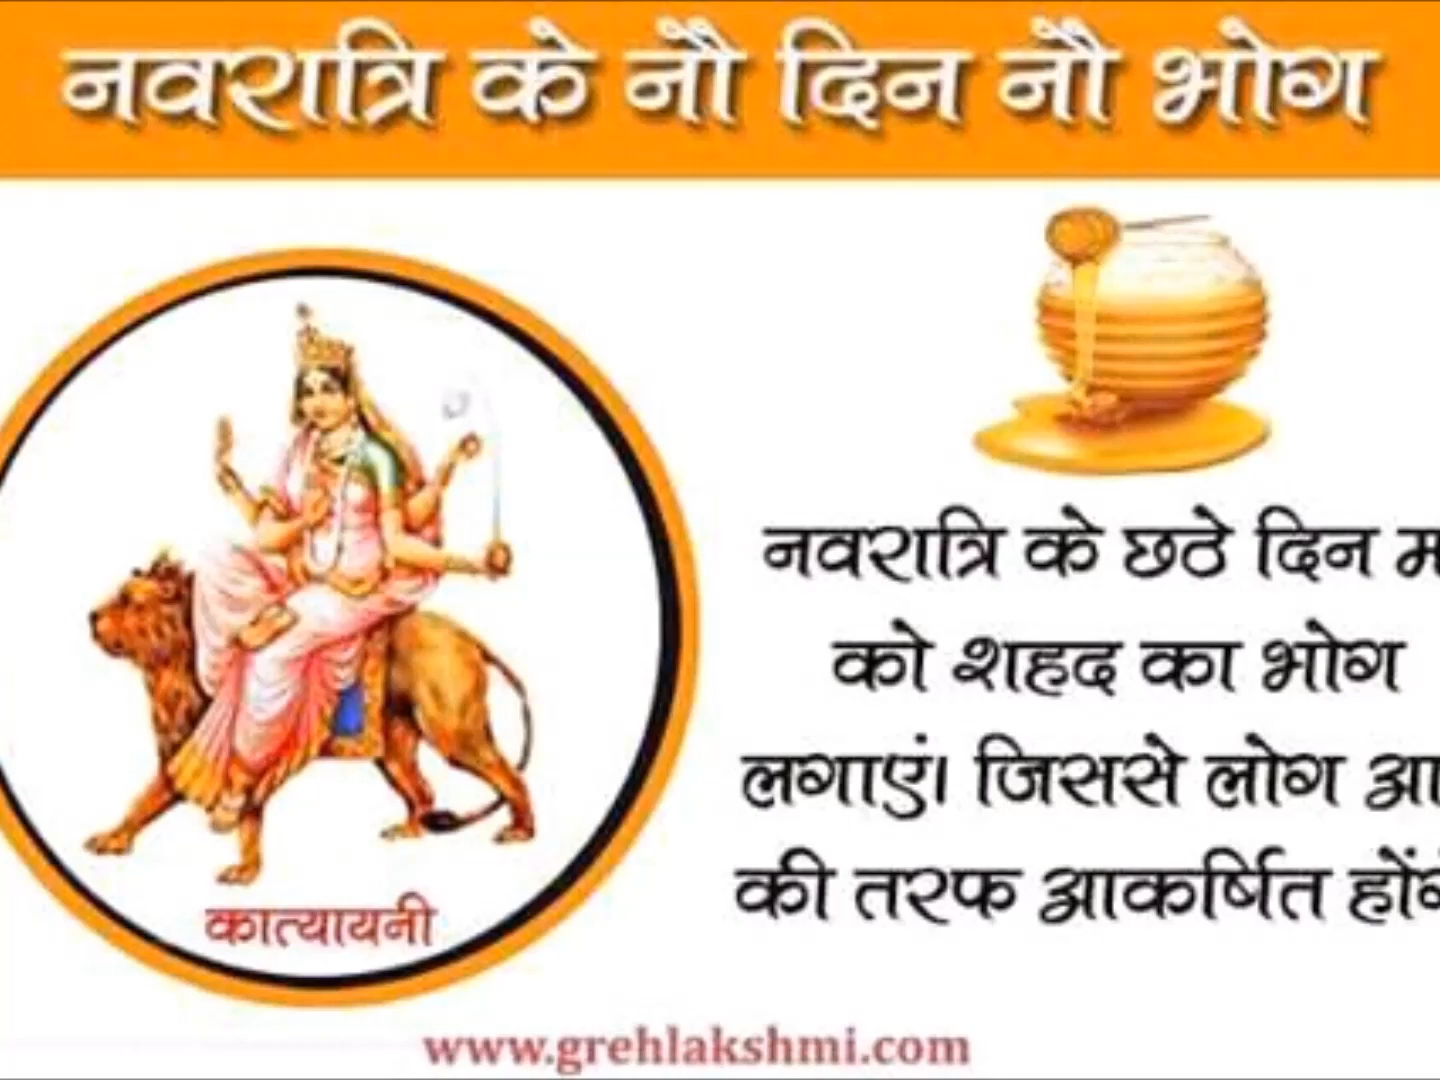 नवरात्रि के नौ दिन नौ भोग
नवरात्रि के छठे दिन
को शहद का भोग
लगाएं। जिससे लोग
की तरफ आकर्षित
कात्यायनी
www.grehlakshmi.com